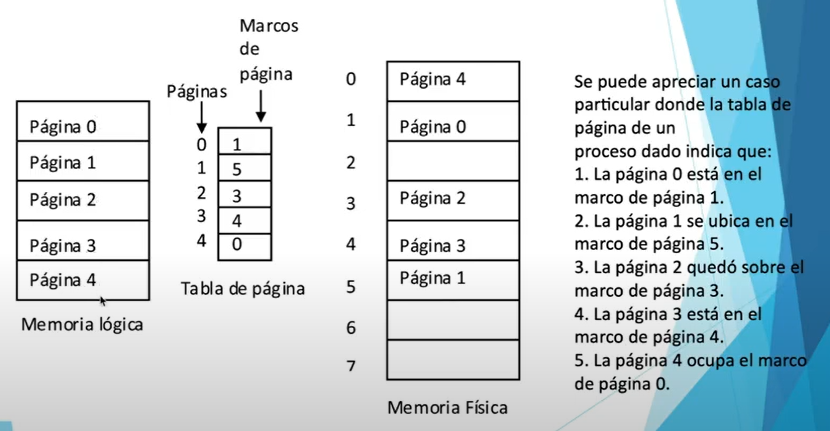 Marcos
de
página
Páginas
Página 0
Página 1
Página 2
Página 3
Página 4
Memoria lógica
0 1
1 5
2 3
3 4
4 0
Tabla de página
0 Página 4
1 Página 0
2
3 Página 2
4 Página 3
5 Página 1
6
7
Memoria Física
Se puede apreciar un caso
particular donde la tabla de
página de un
proceso dado indica que:
1. La página 0 está en el
marco de página 1.
2. La página 1 se ubica en el
marco de página 5.
3. La página 2 quedó sobre el
marco de página 3.
4. La página 3 está en el
marco de página 4.
5. La página 4 ocupa el marco
de página 0.